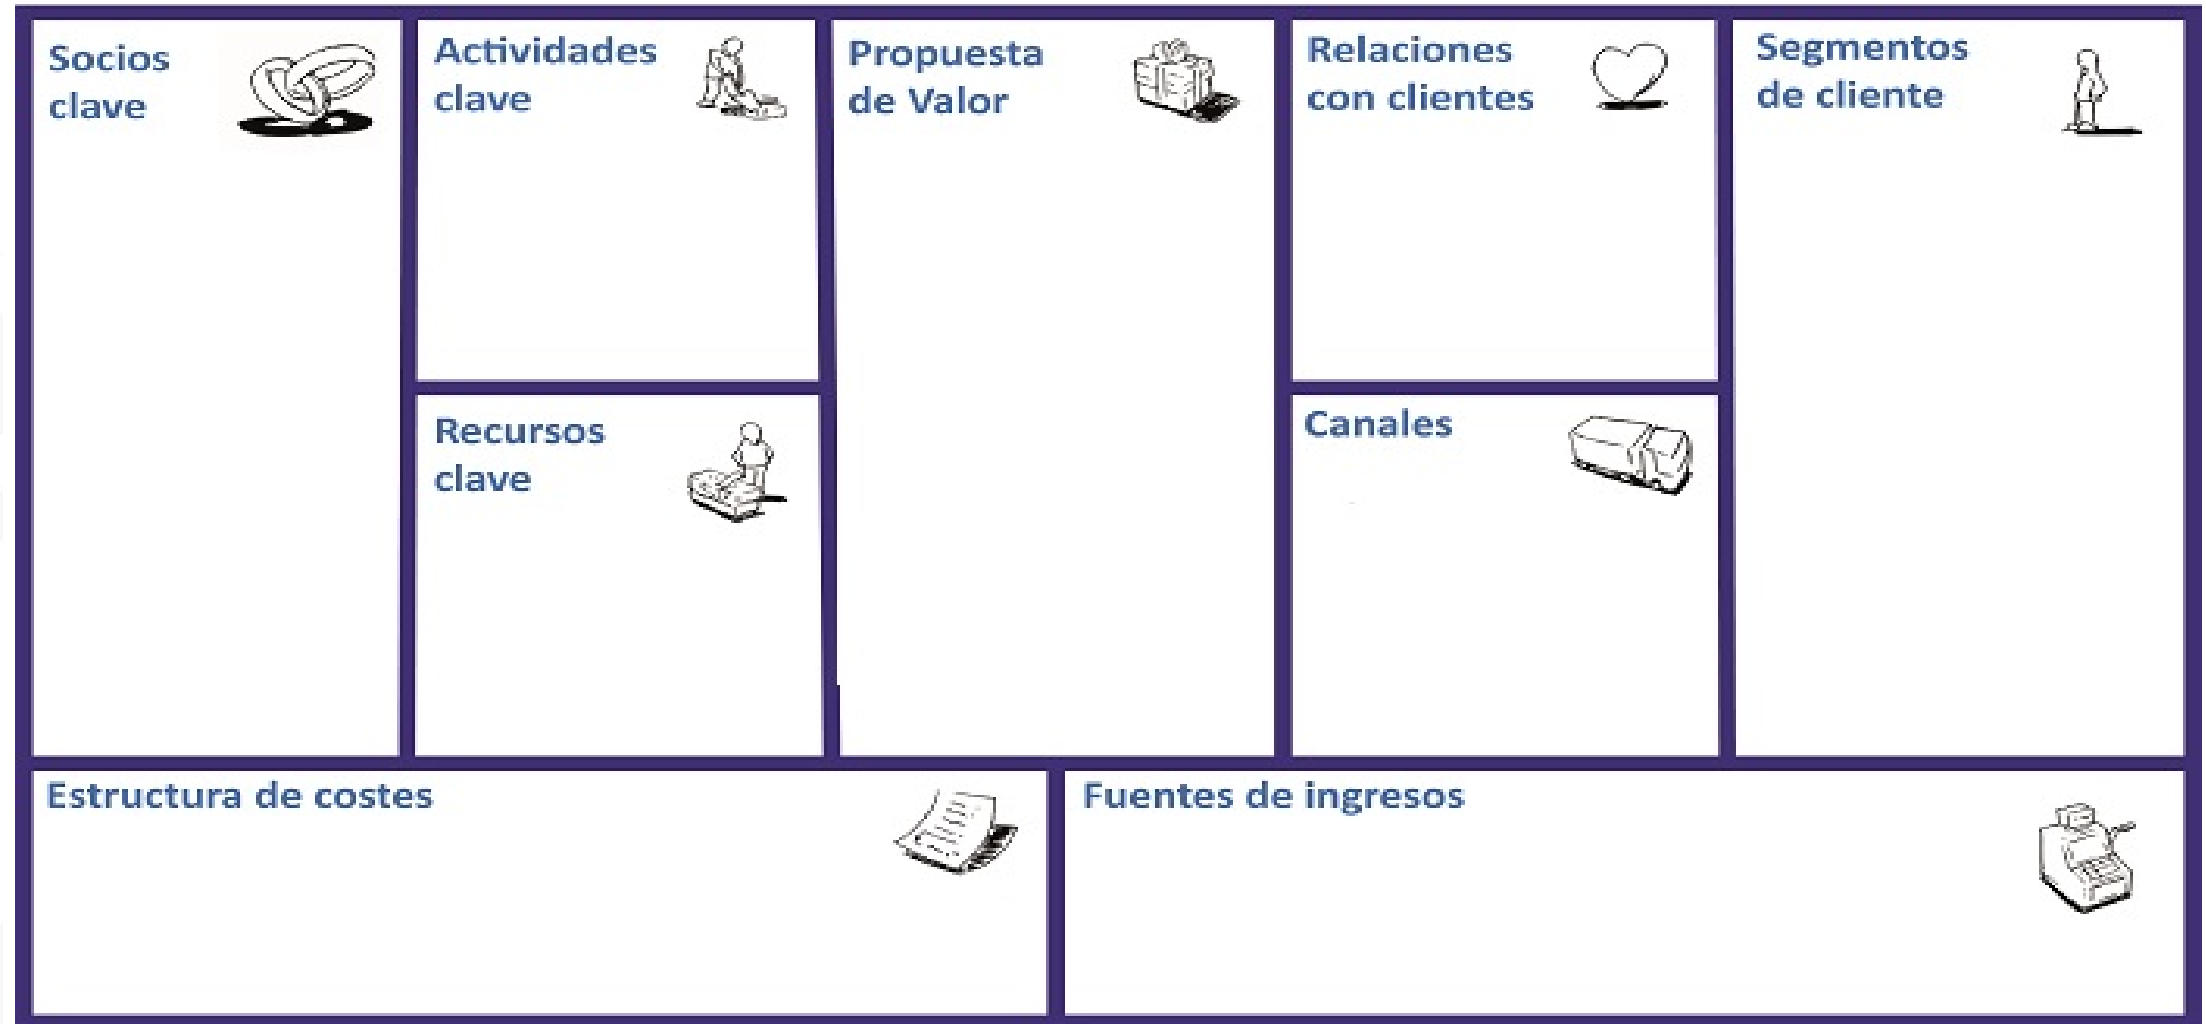 Socios
clave
Actividades
clave
Propuesta
de Valor
Relaciones
con clientes
Segmentos
de cliente
Recursos
clave
Canales
Estructura de costes
Fuentes de ingresos